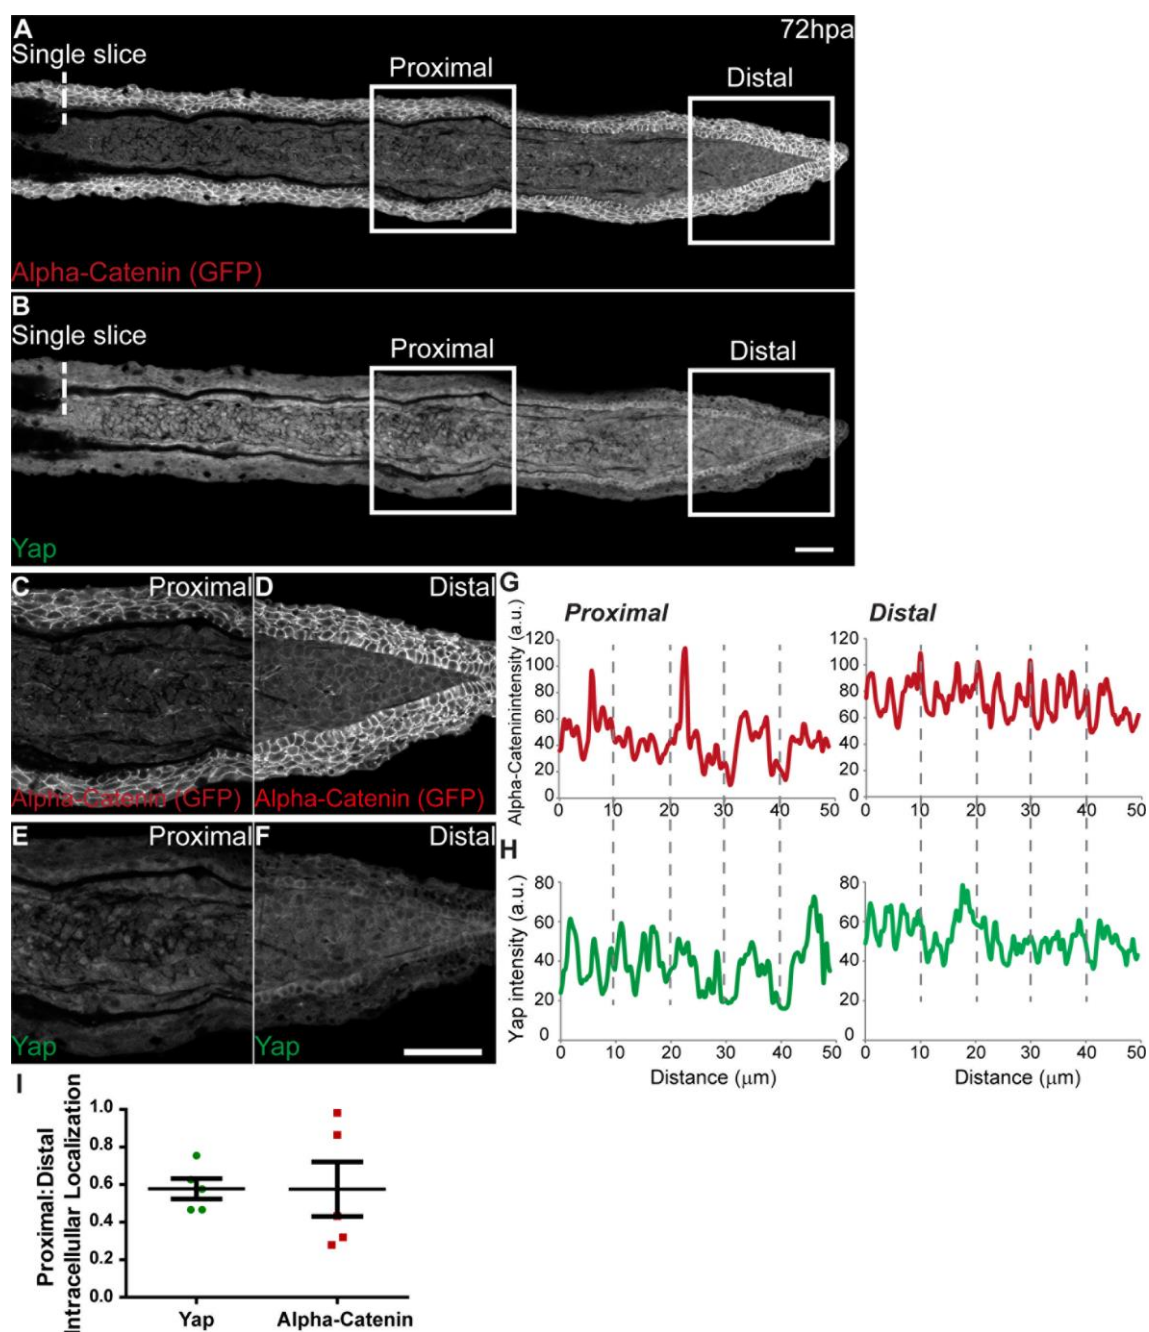 A
72hpa
Single slice
Proximal
Distal
Alpha-Catenin (GFP)
B
Single slice
Proximal
Distal
Yap
C
Proximal
D
Distal
Alpha-Catenin (GFP)
Alpha-Catenin (GFP)
E
Proximal
F
Distal
Yap
Yap
G
Proximal
Distal
Alpha-Cateninintensity (a.u.)
120
100
80
60
40
20
0
0 10 20 30 40 50
120
100
80
60
40
20
0
0 10 20 30 40 50
H
Yap intensity (a.u.)
80
60
40
20
0
0 10 20 30 40 50
Distance (μm)
80
60
40
20
0
0 10 20 30 40 50
Distance (μm)
I
Proximal:Distal
Intracellullar Localization
1.0
0.8
0.6
0.4
0.2
0.0
Yap
Alpha-Catenin